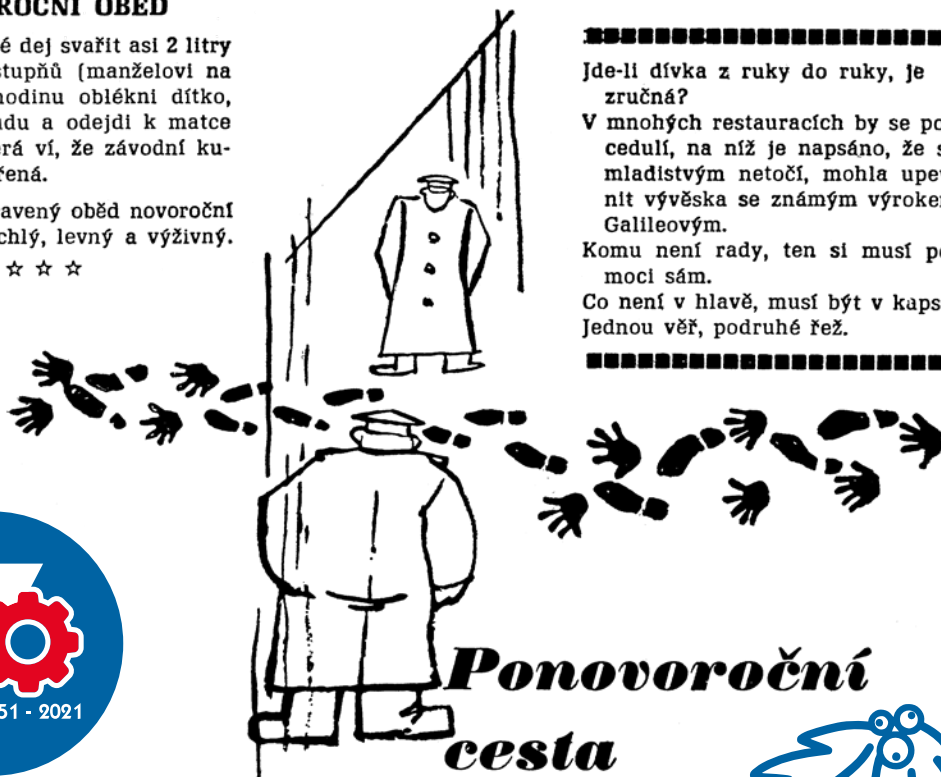 ROČNÍ OBĚD
é dej svařit asi 2 litry
stupňů (manželovi na
hodinu oblékni dítko,
udu a odejdi k matce
erá ví, že závodní ku-
řená.
avený oběd novoroční
chlý, levný a výživný.
Jde-li dívka z ruky do ruky, je
zručná?
V mnohých restauracích by se po
cedulí, na níž je napsáno, že s
mladistvým netočí, mohla upev
nit vývěska se známým výrokem
Galileovým.
Komu není rady, ten si musí po
moci sám.
Co není v hlavě, musí být v kaps
Jednou věř, podruhé řež.
Ponovoroční
cesta
51 - 2021